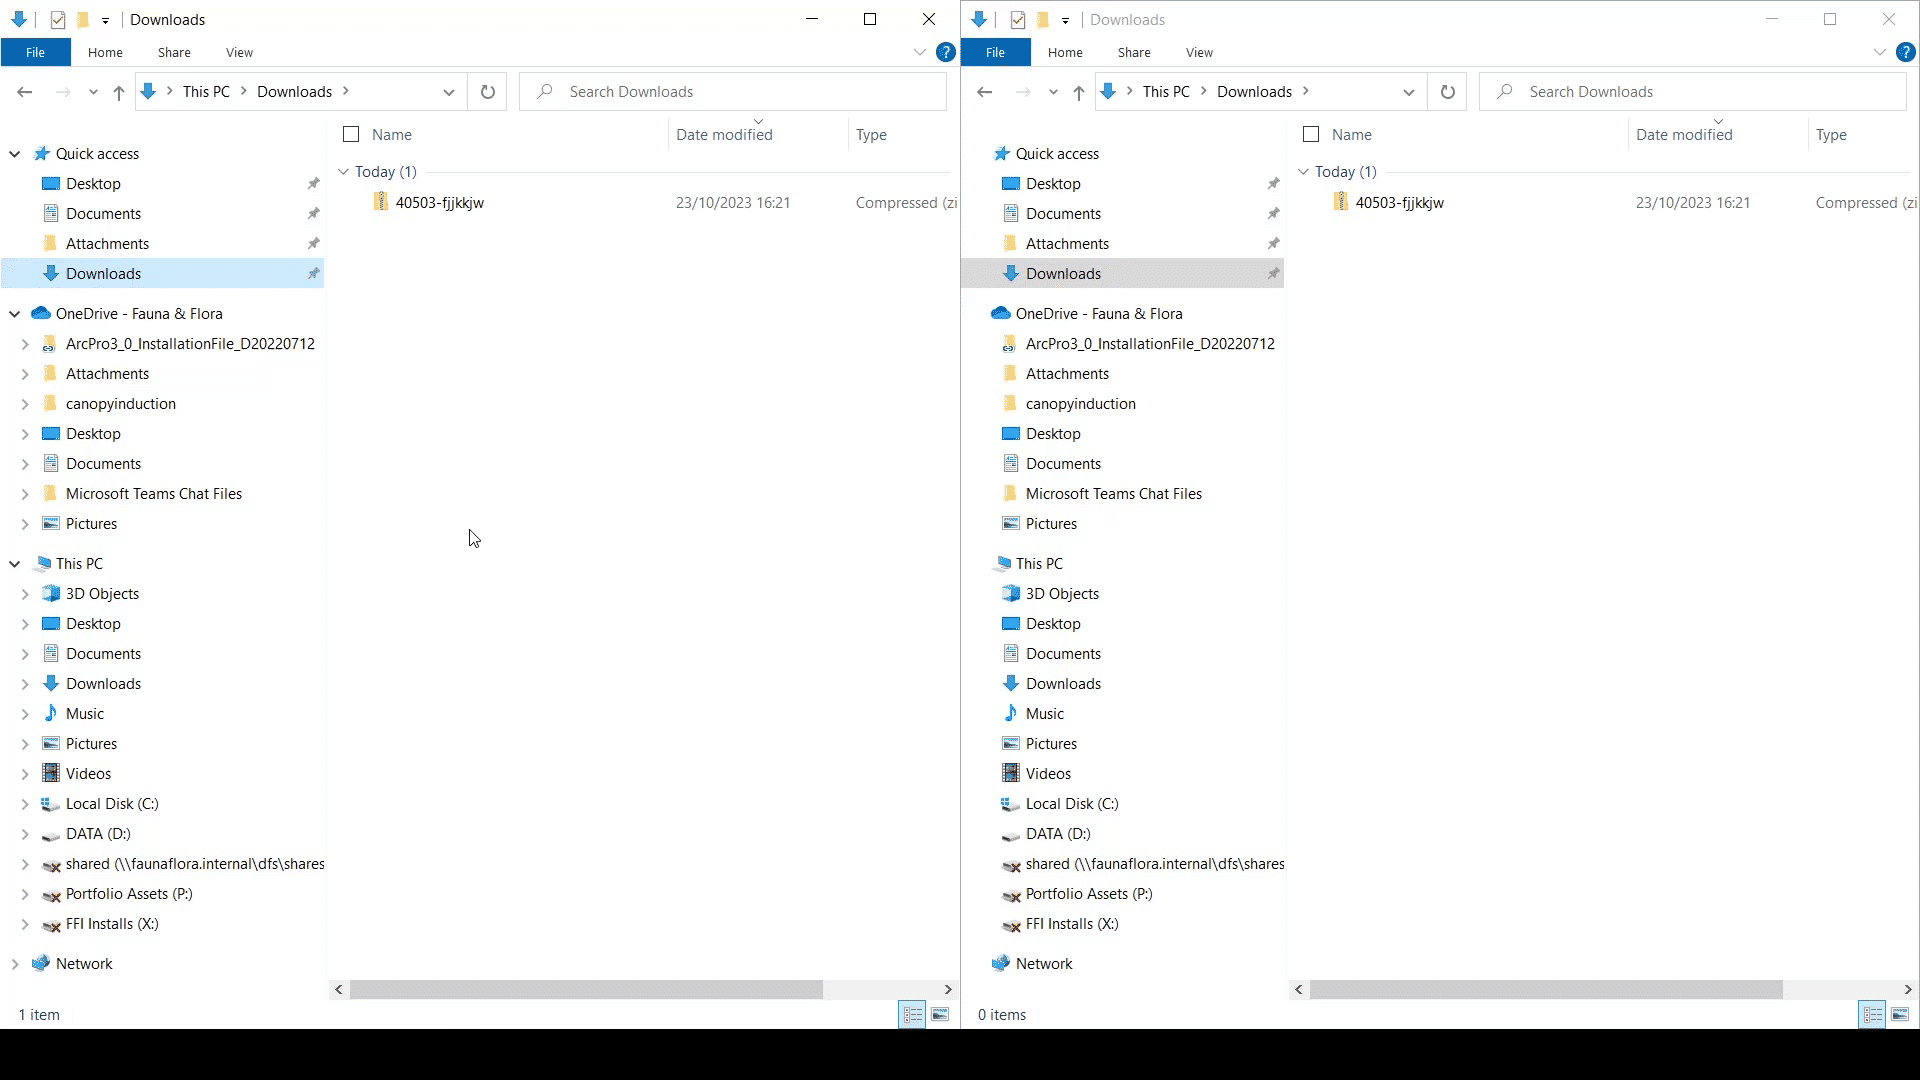 Downloads
File Home Share View
This PC Downloads
Search Downloads
Name Date modified Type
Quick access
Desktop
Documents
Attachments
Downloads
OneDrive - Fauna & Flora
ArcPro3_0_InstallationFile_D20220712
Attachments
canopyinduction
Desktop
Documents
Microsoft Teams Chat Files
Pictures
This PC
3D Objects
Desktop
Documents
Downloads
Music
Pictures
Videos
Local Disk (C:)
DATA (D:)
shared (\\faunaflora.internal\dfs\shares
Portfolio Assets (P:)
FFI Installs (X:)
Network
Today (1)
40503-fjjkkjw 23/10/2023 16:21 Compressed (zi
1 item
Downloads
File Home Share View
This PC Downloads
Search Downloads
Name Date modified Type
Quick access
Desktop
Documents
Attachments
Downloads
OneDrive - Fauna & Flora
ArcPro3_0_InstallationFile_D20220712
Attachments
canopyinduction
Desktop
Documents
Microsoft Teams Chat Files
Pictures
This PC
3D Objects
Desktop
Documents
Downloads
Music
Pictures
Videos
Local Disk (C:)
DATA (D:)
shared (\\faunaflora.internal\dfs\shares
Portfolio Assets (P:)
FFI Installs (X:)
Network
Today (1)
40503-fjjkkjw 23/10/2023 16:21 Compressed (zi
0 items